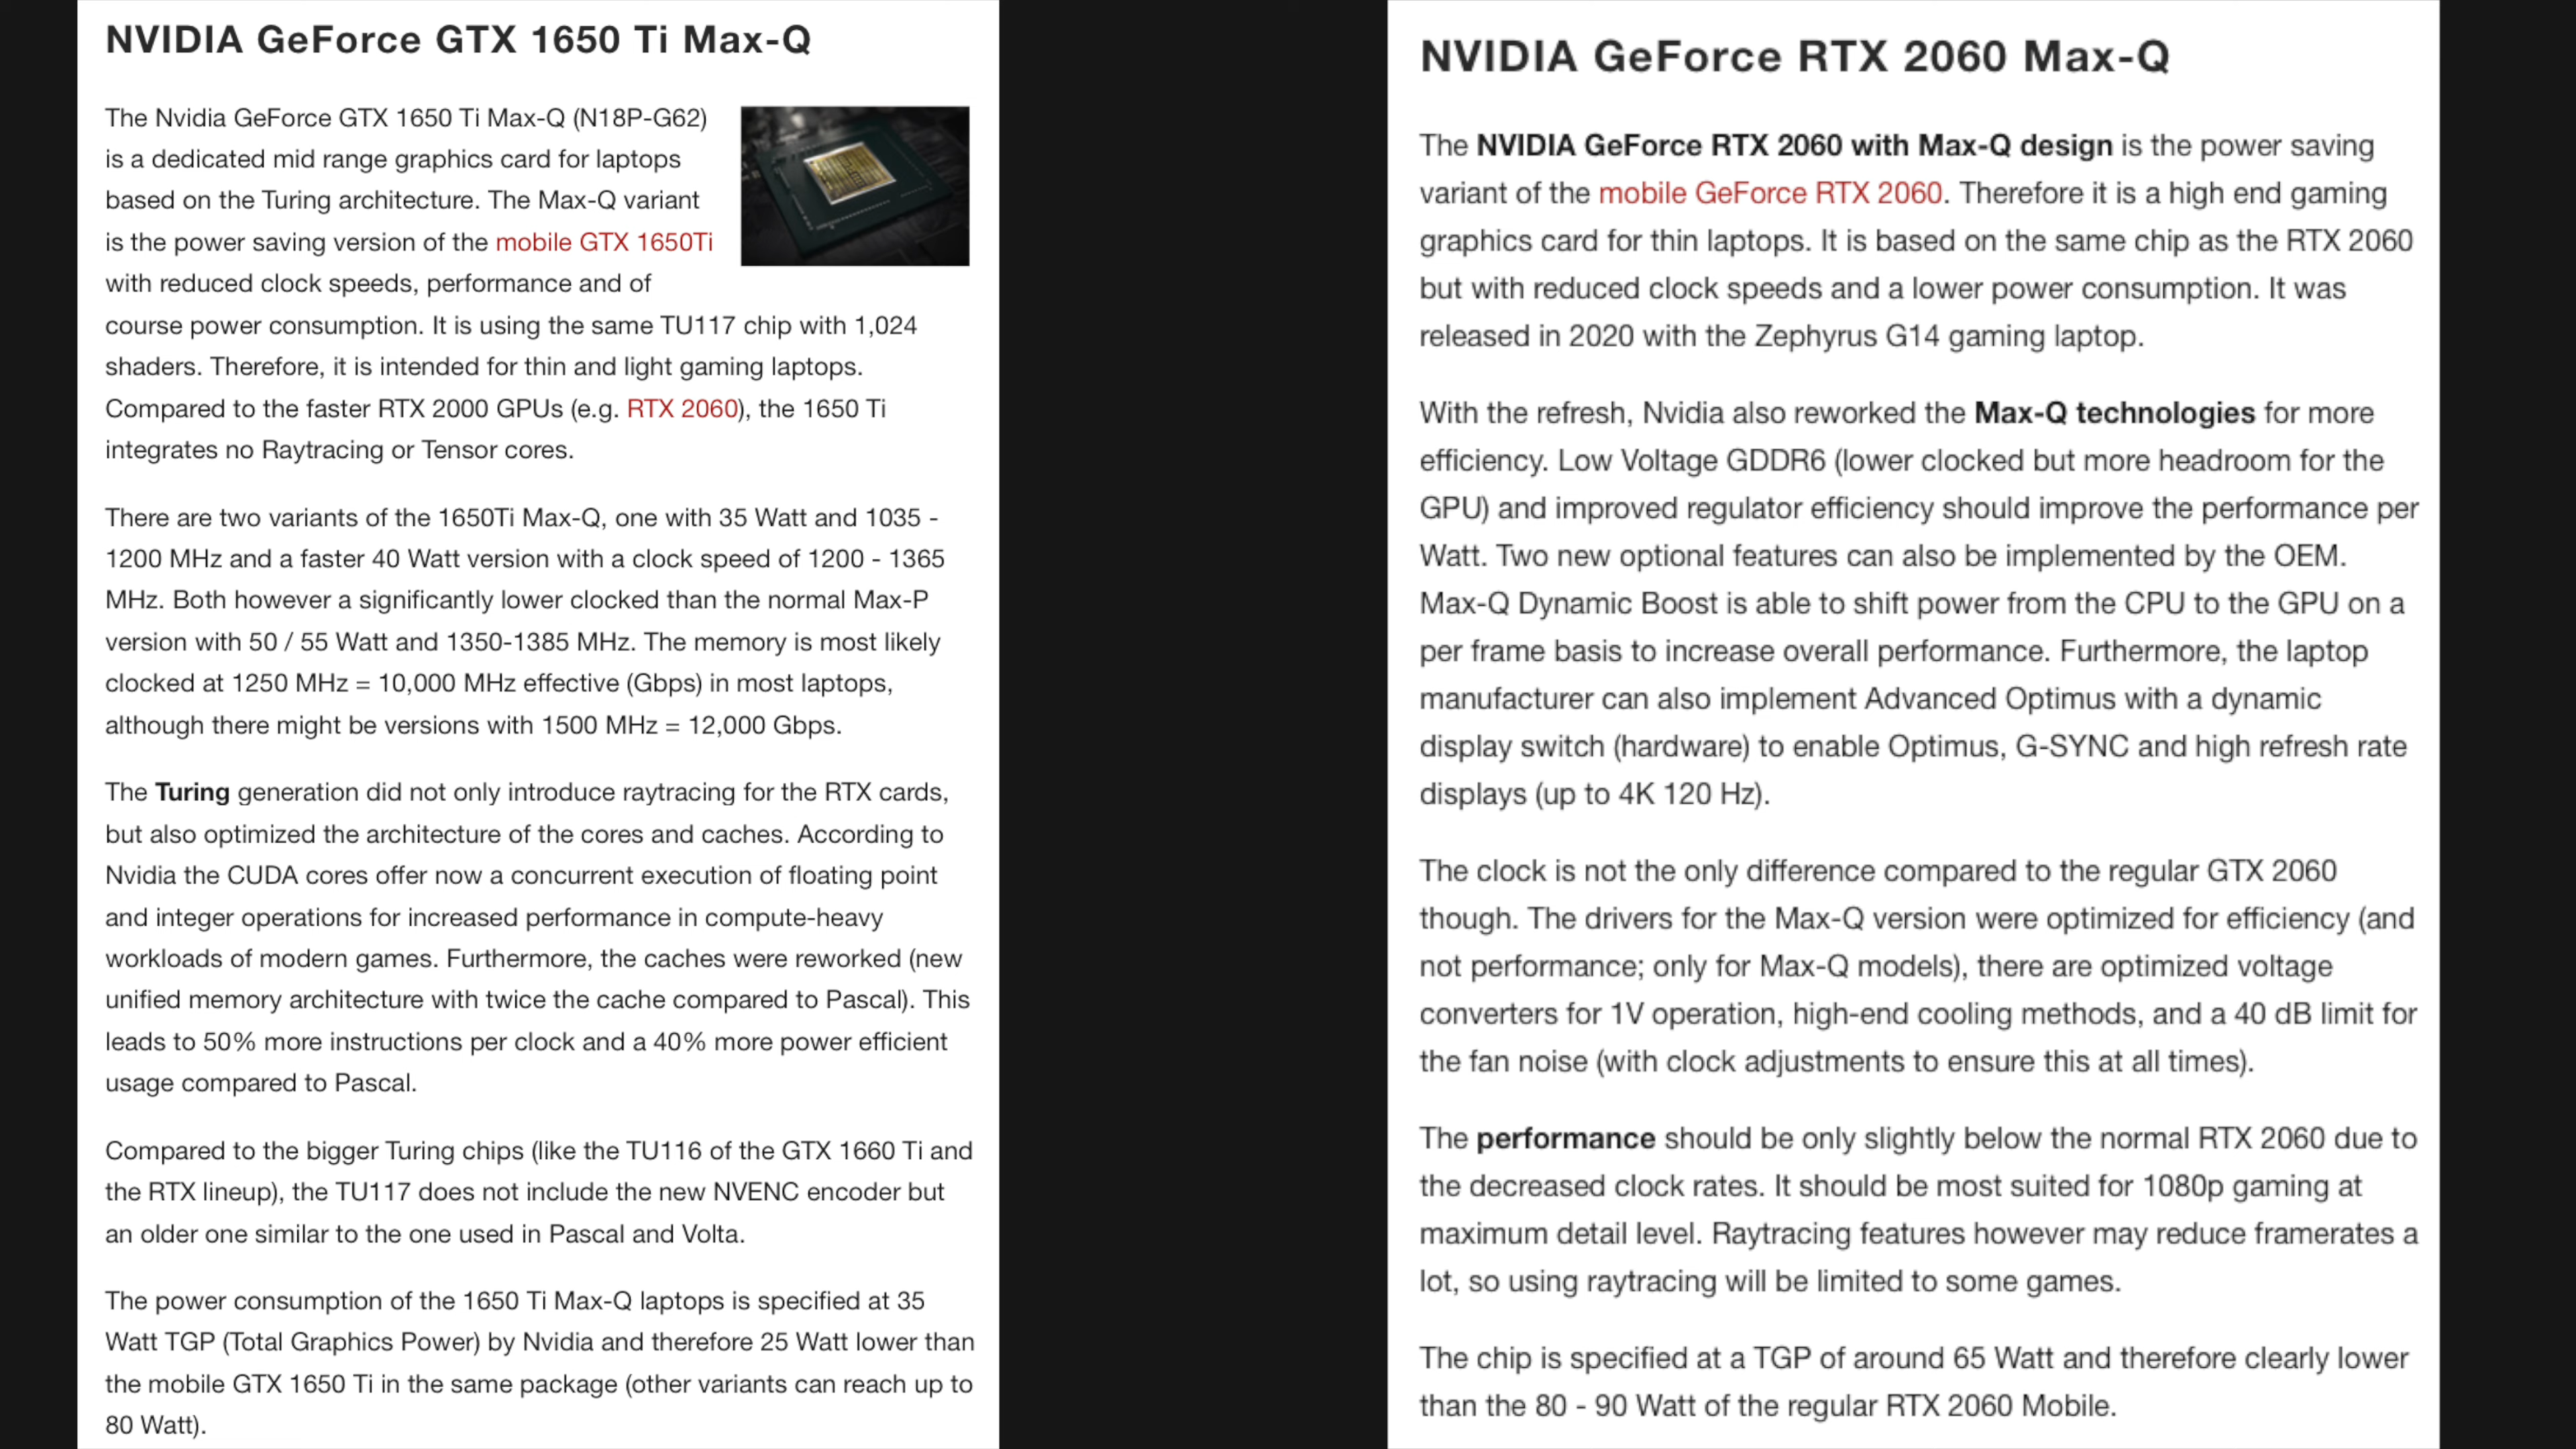 NVIDIA GeForce GTX 1650 Ti Max-Q
The Nvidia GeForce GTX 1650 Ti Max-Q (N18P-G62)
is a dedicated mid range graphics card for laptops
based on the Turing architecture. The Max-Q variant
is the power saving version of the mobile GTX 1650Ti
with reduced clock speeds, performance and of
course power consumption. It is using the same TU117 chip with 1,024
shaders. Therefore, it is intended for thin and light gaming laptops.
Compared to the faster RTX 2000 GPUs (e.g. RTX 2060), the 1650 Ti
integrates no Raytracing or Tensor cores.
There are two variants of the 1650Ti Max-Q, one with 35 Watt and 1035 -
1200 MHz and a faster 40 Watt version with a clock speed of 1200 - 1365
MHz. Both however a significantly lower clocked than the normal Max-P
version with 50 / 55 Watt and 1350-1385 MHz. The memory is most likely
clocked at 1250 MHz = 10,000 MHz effective (Gbps) in most laptops,
although there might be versions with 1500 MHz = 12,000 Gbps.
The Turing generation did not only introduce raytracing for the RTX cards,
but also optimized the architecture of the cores and caches. According to
Nvidia the CUDA cores offer now a concurrent execution of floating point
and integer operations for increased performance in compute-heavy
workloads of modern games. Furthermore, the caches were reworked (new
unified memory architecture with twice the cache compared to Pascal). This
leads to 50% more instructions per clock and a 40% more power efficient
usage compared to Pascal.
Compared to the bigger Turing chips (like the TU116 of the GTX 1660 Ti and
the RTX lineup), the TU117 does not include the new NVENC encoder but
an older one similar to the one used in Pascal and Volta.
The power consumption of the 1650 Ti Max-Q laptops is specified at 35
Watt TGP (Total Graphics Power) by Nvidia and therefore 25 Watt lower than
the mobile GTX 1650 Ti in the same package (other variants can reach up to
80 Watt).
NVIDIA GeForce RTX 2060 Max-Q
The NVIDIA GeForce RTX 2060 with Max-Q design is the power saving
variant of the mobile GeForce RTX 2060. Therefore it is a high end gaming
graphics card for thin laptops. It is based on the same chip as the RTX 2060
but with reduced clock speeds and a lower power consumption. It was
released in 2020 with the Zephyrus G14 gaming laptop.
With the refresh, Nvidia also reworked the Max-Q technologies for more
efficiency. Low Voltage GDDR6 (lower clocked but more headroom for the
GPU) and improved regulator efficiency should improve the performance per
Watt. Two new optional features can also be implemented by the OEM.
Max-Q Dynamic Boost is able to shift power from the CPU to the GPU on a
per frame basis to increase overall performance. Furthermore, the laptop
manufacturer can also implement Advanced Optimus with a dynamic
display switch (hardware) to enable Optimus, G-SYNC and high refresh rate
displays (up to 4K 120 Hz).
The clock is not the only difference compared to the regular GTX 2060
though. The drivers for the Max-Q version were optimized for efficiency (and
not performance; only for Max-Q models), there are optimized voltage
converters for 1V operation, high-end cooling methods, and a 40 dB limit for
the fan noise (with clock adjustments to ensure this at all times).
The performance should be only slightly below the normal RTX 2060 due to
the decreased clock rates. It should be most suited for 1080p gaming at
maximum detail level. Raytracing features however may reduce framerates a
lot, so using raytracing will be limited to some games.
The chip is specified at a TGP of around 65 Watt and therefore clearly lower
than the 80 - 90 Watt of the regular RTX 2060 Mobile.